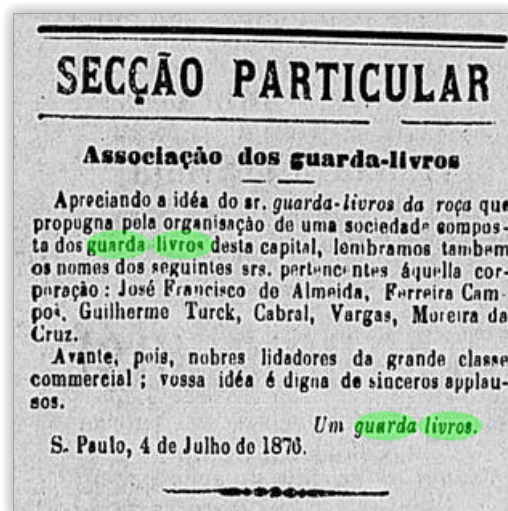 SECÇÃO PARTICULAR
Associação dos guarda-livros
Apreciando a idéa do sr. guarda-livros da roça que
propugna pela organisação de uma sociedade compos-
ta dos guarda-livros desta capital, lembramos tambem
os nomes dos seguintes srs. pertencentes áquella cor-
poração: José Francisco de Almeida, Ferreira Cam-
pos, Guilherme Turck, Cabral, Vargas, Moreira da
Cruz.
Avante, pois, nobres lidadores da grande classe
commercial; vossa idéa é digna de sinceros applau-
sos.
Um guarda livros.
S. Paulo, 4 de Julho de 1876.